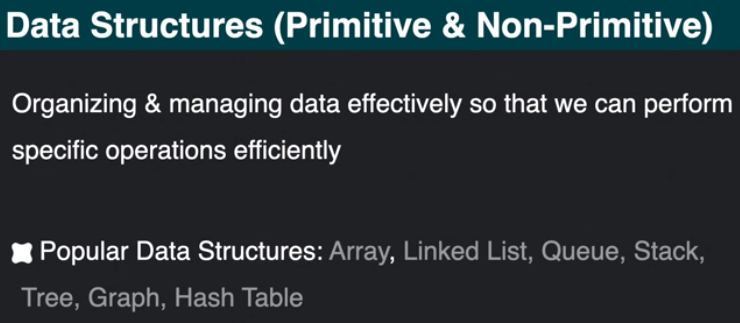 Data Structures (Primitive & Non-Primitive)
Organizing & managing data effectively so that we can perform
specific operations efficiently
Popular Data Structures: Array, Linked List, Queue, Stack,
Tree, Graph, Hash Table